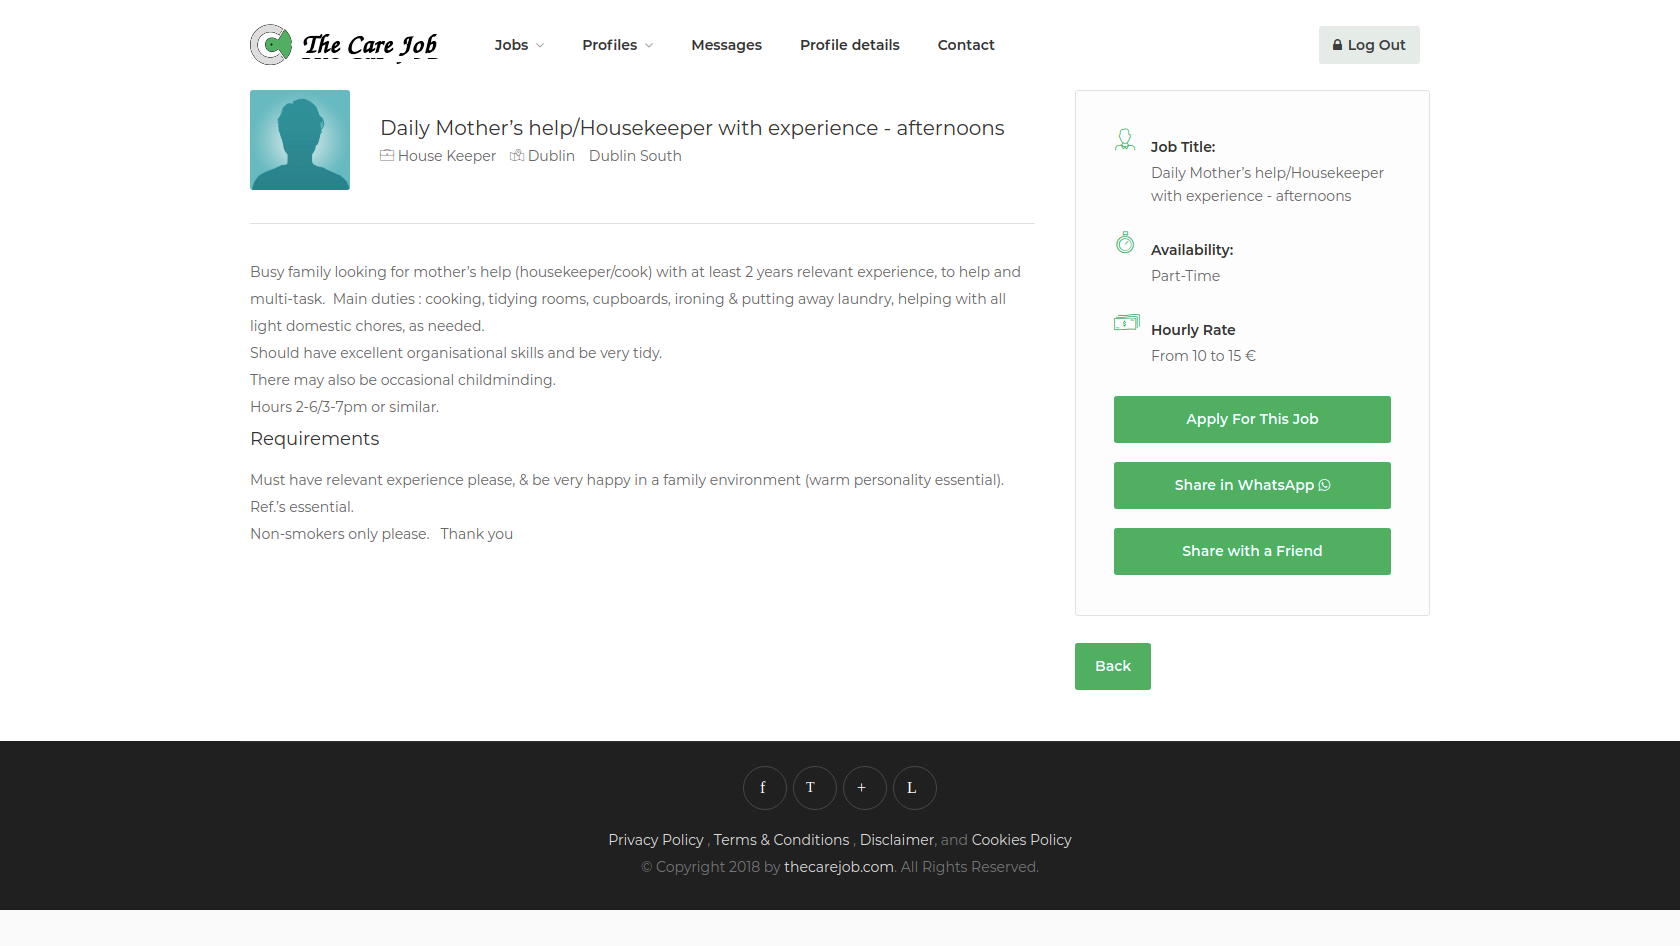 The Care Job
Jobs
Profiles
Messages
Profile details
Contact
Log Out
Daily Mother’s help/Housekeeper with experience - afternoons
House Keeper Dublin Dublin South
Busy family looking for mother’s help (housekeeper/cook) with at least 2 years relevant experience, to help and
multi-task.  Main duties : cooking, tidying rooms, cupboards, ironing & putting away laundry, helping with all
light domestic chores, as needed.
Should have excellent organisational skills and be very tidy.
There may also be occasional childminding.
Hours 2-6/3-7pm or similar.
Requirements
Must have relevant experience please, & be very happy in a family environment (warm personality essential).
Ref.’s essential.
Non-smokers only please.   Thank you
Job Title:
Daily Mother’s help/Housekeeper
with experience - afternoons
Availability:
Part-Time
Hourly Rate
From 10 to 15 €
Apply For This Job
Share in WhatsApp
Share with a Friend
Back
f T + L
Privacy Policy , Terms & Conditions , Disclaimer, and Cookies Policy
© Copyright 2018 by thecarejob.com. All Rights Reserved.